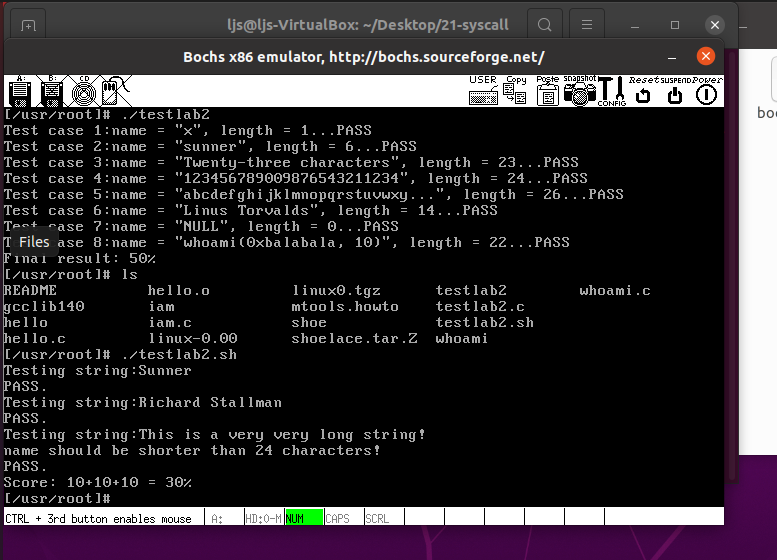 ljs@ljs-VirtualBox: ~/Desktop/21-syscall
Bochs x86 emulator, http://bochs.sourceforge.net/
A: B: CD USER Copy Paste snapshot CONFIG Reset SUSPEND Power
boc
[/usr/root]# ./testlab2
Test case 1:name = "x", length = 1...PASS
Test case 2:name = "sunner", length = 6...PASS
Test case 3:name = "Twenty-three characters", length = 23...PASS
Test case 4:name = "123456789009876543211234", length = 24...PASS
Test case 5:name = "abcdefghijklmnopqrstuvwxy...", length = 26...PASS
Test case 6:name = "Linus Torvalds", length = 14...PASS
Test case 7:name = "NULL", length = 0...PASS
Files
T case 8:name = "whoami(0xbalabala, 10)", length = 22...PASS
Final result: 50%
[/usr/root]# ls
README hello.o linux0.tgz testlab2 whoami.c
gcclib140 iam mtools.howto testlab2.c
hello iam.c shoe testlab2.sh
hello.c linux-0.00 shoelace.tar.Z whoami
[/usr/root]# ./testlab2.sh
Testing string:Sunner
PASS.
Testing string:Richard Stallman
PASS.
Testing string:This is a very very long string!
name should be shorter than 24 characters!
PASS.
Score: 10+10+10 = 30%
[/usr/root]#
CTRL + 3rd button enables mouse A: HD:0-M NUM CAPS SCRL